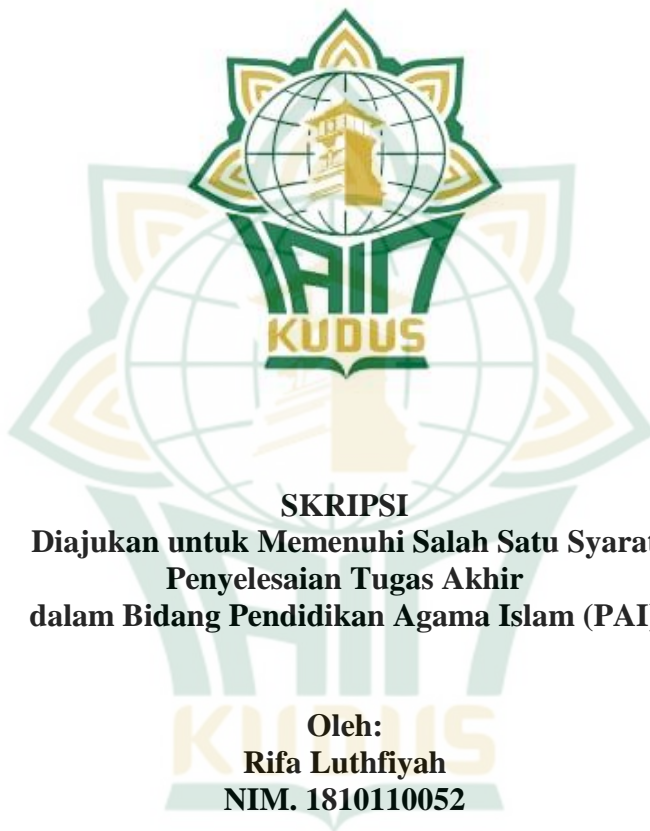 IAIN
KUDUS
SKRIPSI
Diajukan untuk Memenuhi Salah Satu Syarat
Penyelesaian Tugas Akhir
dalam Bidang Pendidikan Agama Islam (PAI)
Oleh:
Rifa Luthfiyah
NIM. 1810110052
KUDUS